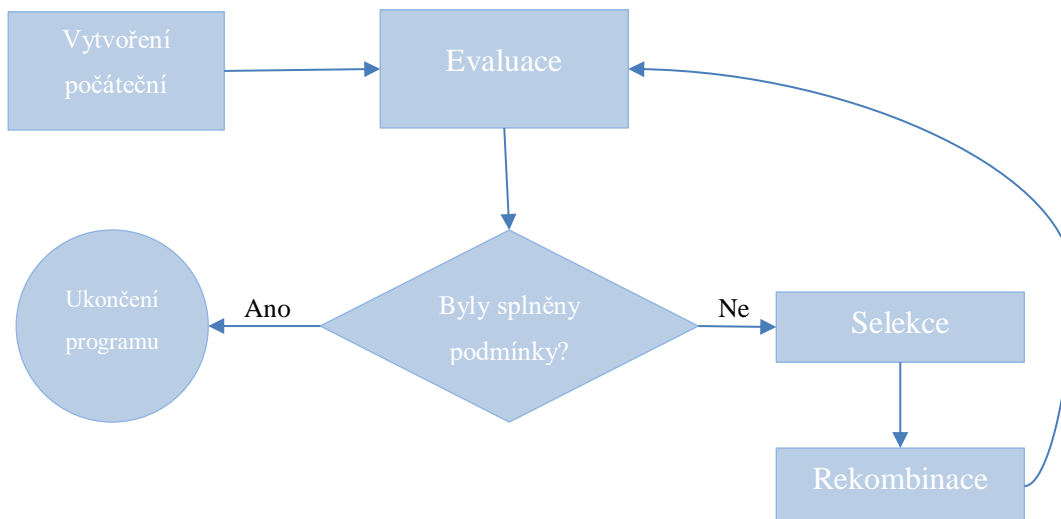 Vytvoření
počáteční
Evaluace
Ukončení
programu
Ano
Byly splněny
podmínky?
Ne
Selekce
Rekombinace